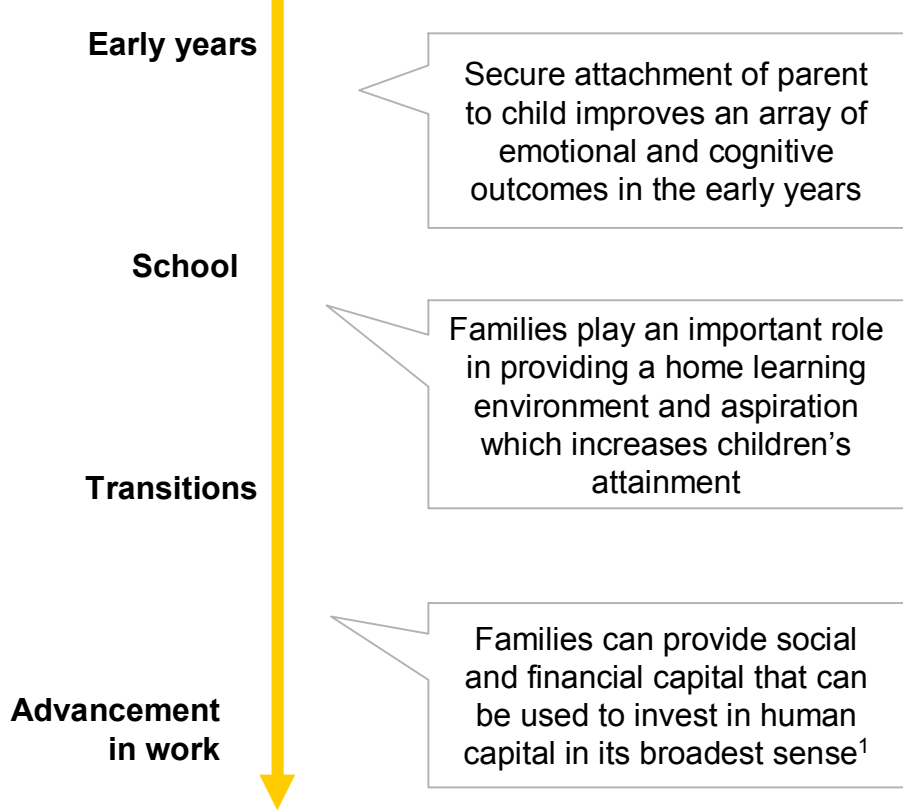 Early years
Secure attachment of parent
to child improves an array of
emotional and cognitive
outcomes in the early years
School
Families play an important role
in providing a home learning
environment and aspiration
which increases children’s
attainment
Transitions
Families can provide social
and financial capital that can
be used to invest in human
capital in its broadest sense¹
Advancement
in work